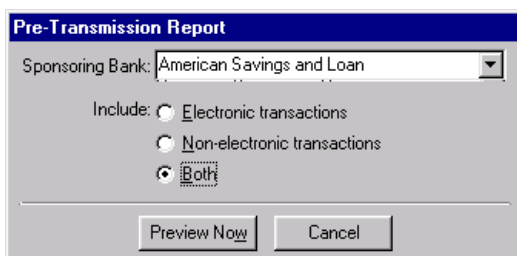 Pre-Transmission Report
Sponsoring Bank: American Savings and Loan
Include: Electronic transactions
Non-electronic transactions
Both
Preview Now Cancel